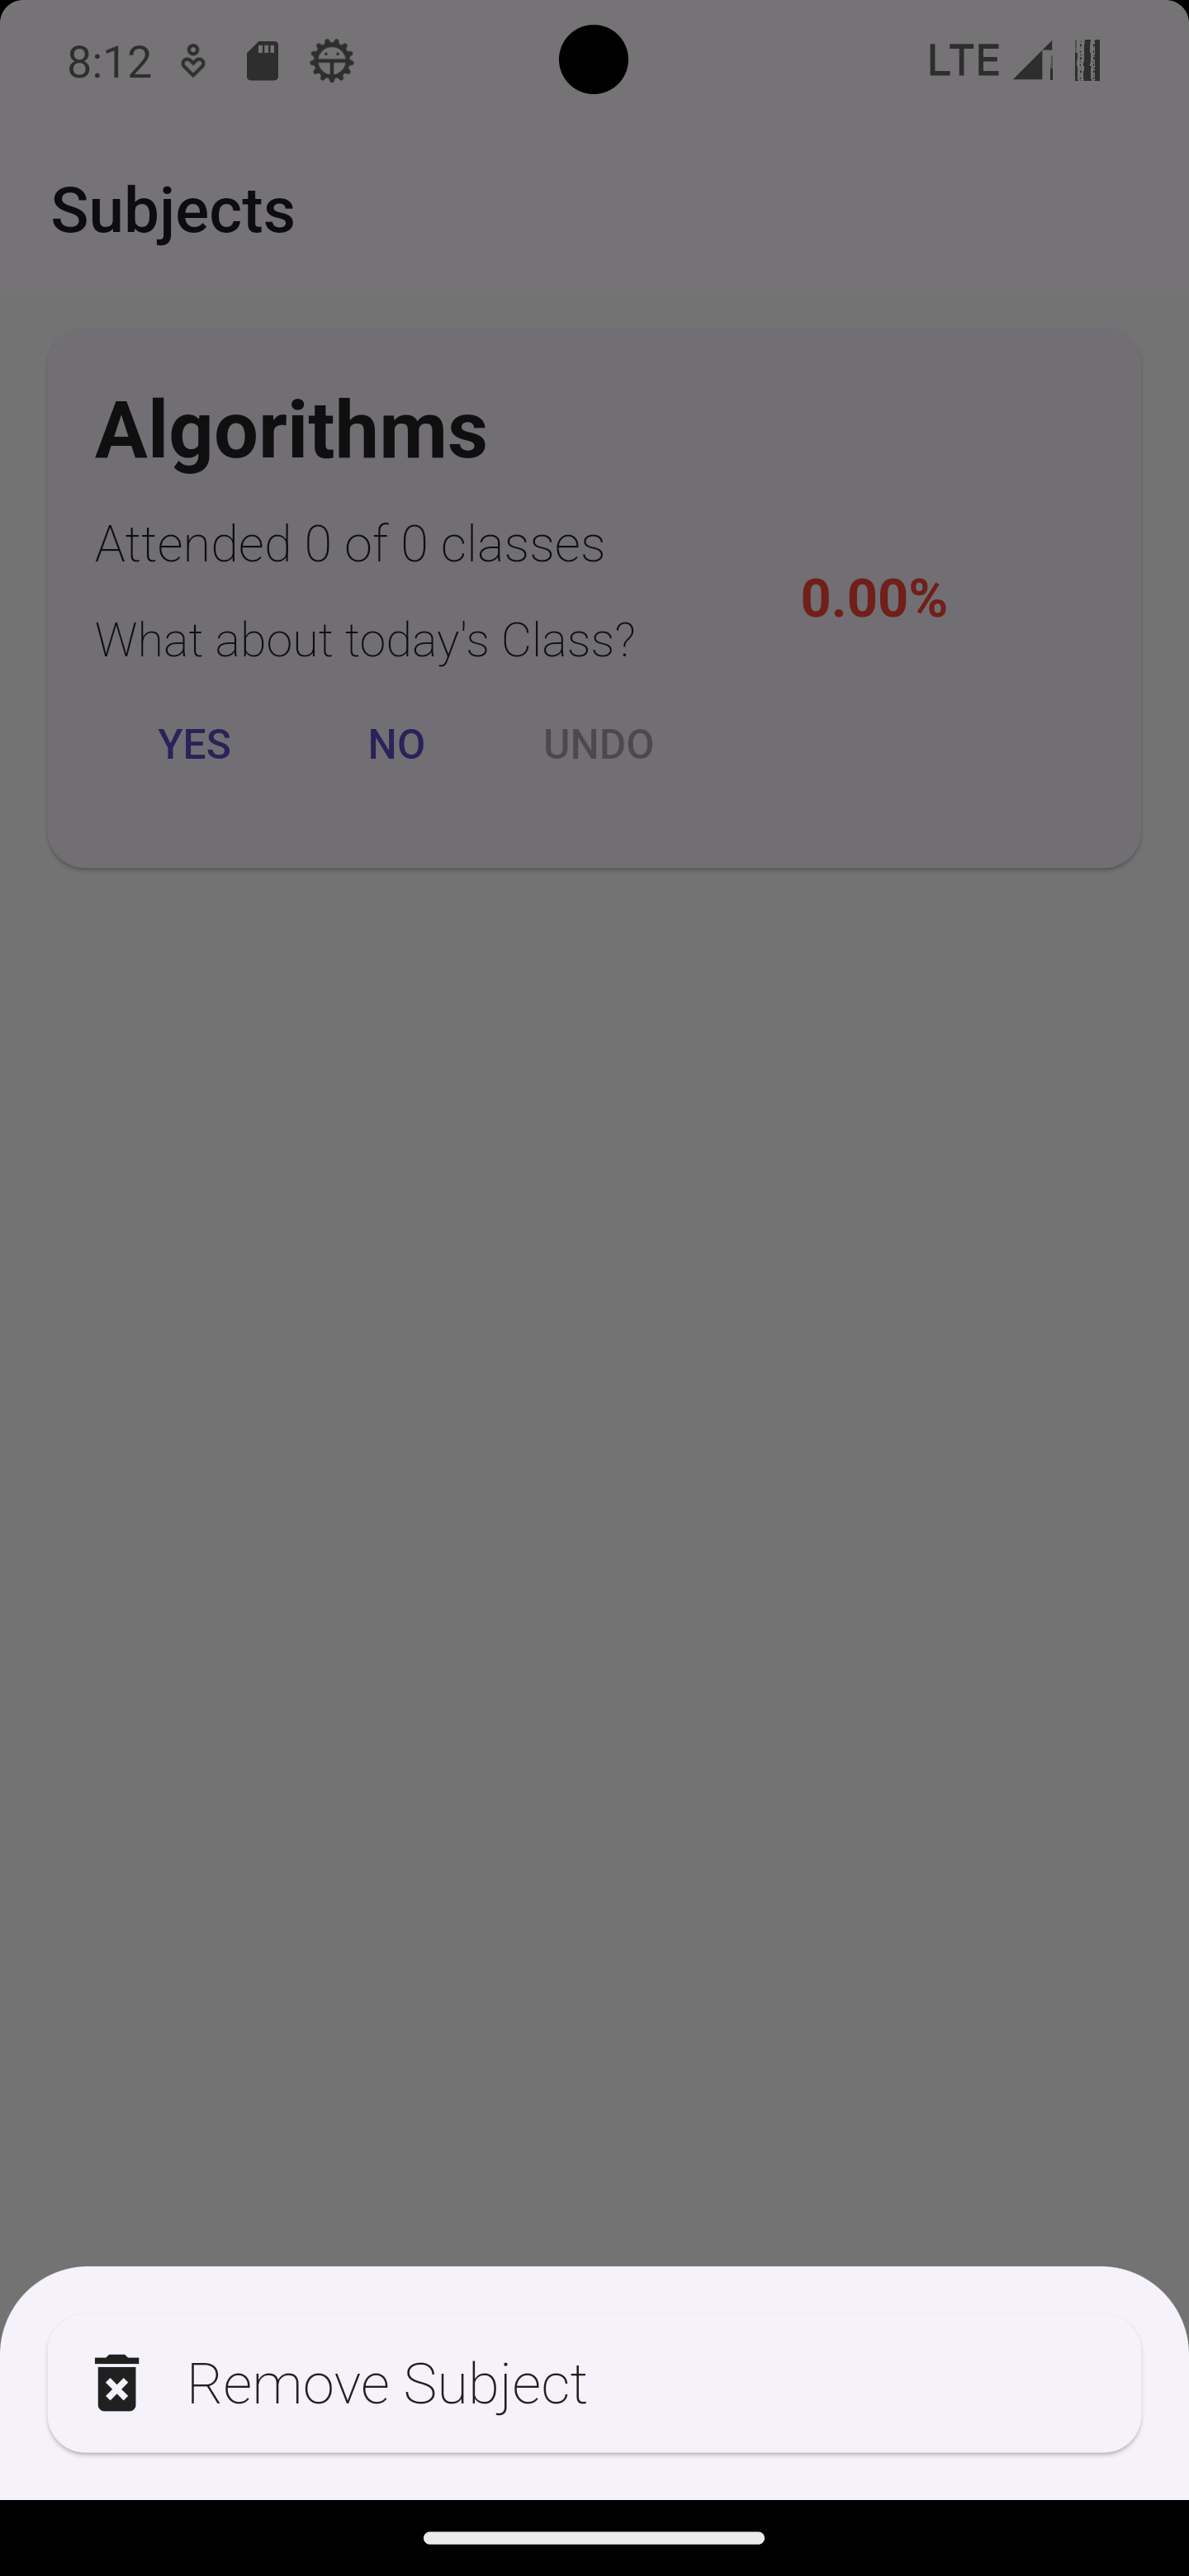 8:12
LTE
Subjects
Algorithms
Attended 0 of 0 classes
0.00%
What about today's Class?
YES NO UNDO
Remove Subject